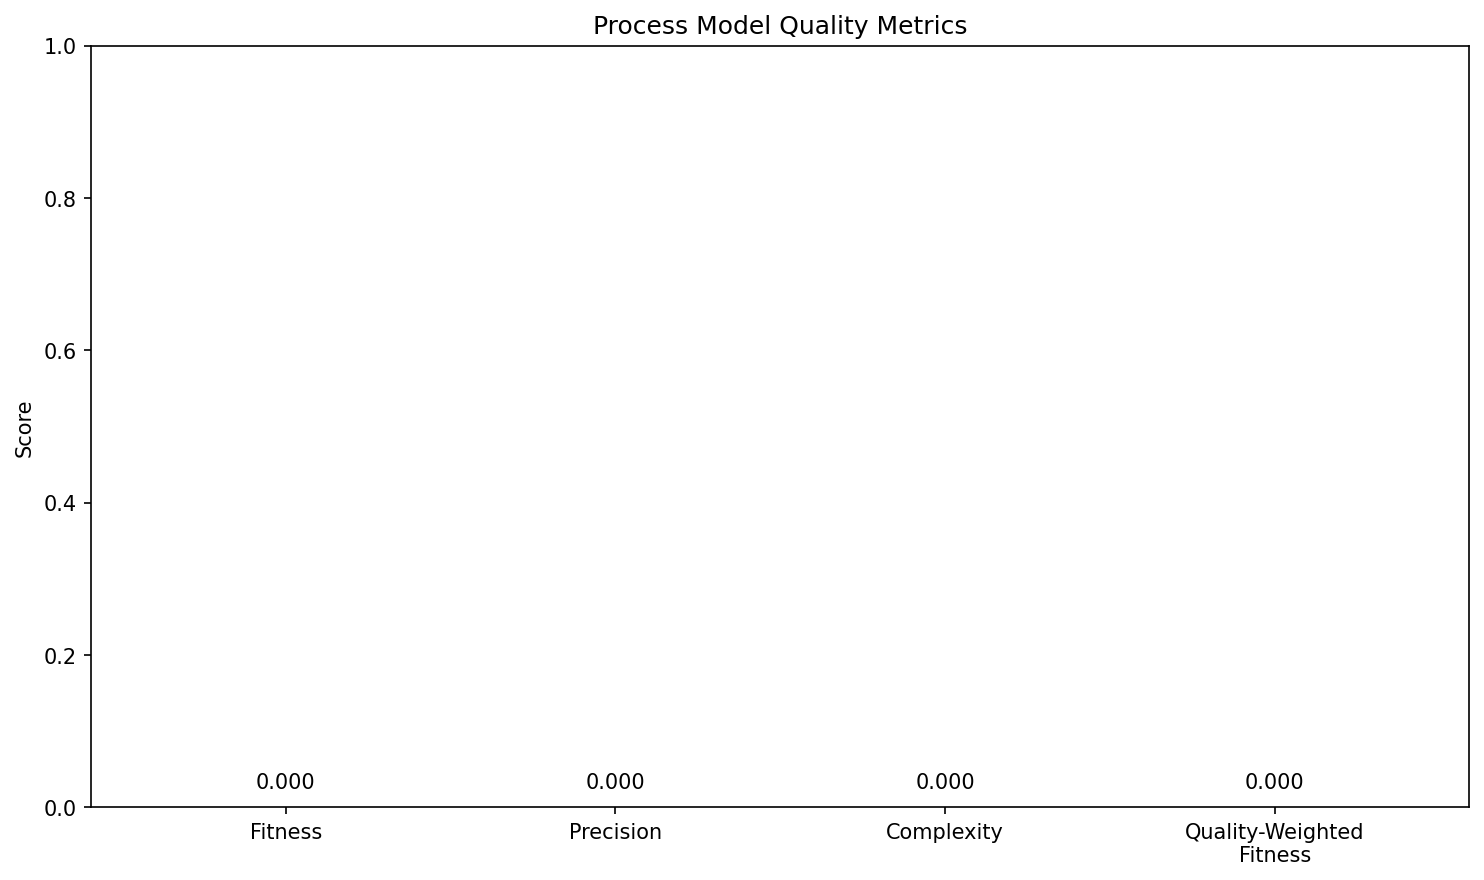 Process Model Quality Metrics
1.0
0.8
0.6
0.4
0.2
0.0
Score
0.000
0.000
0.000
0.000
Fitness
Precision
Complexity
Quality-Weighted
Fitness